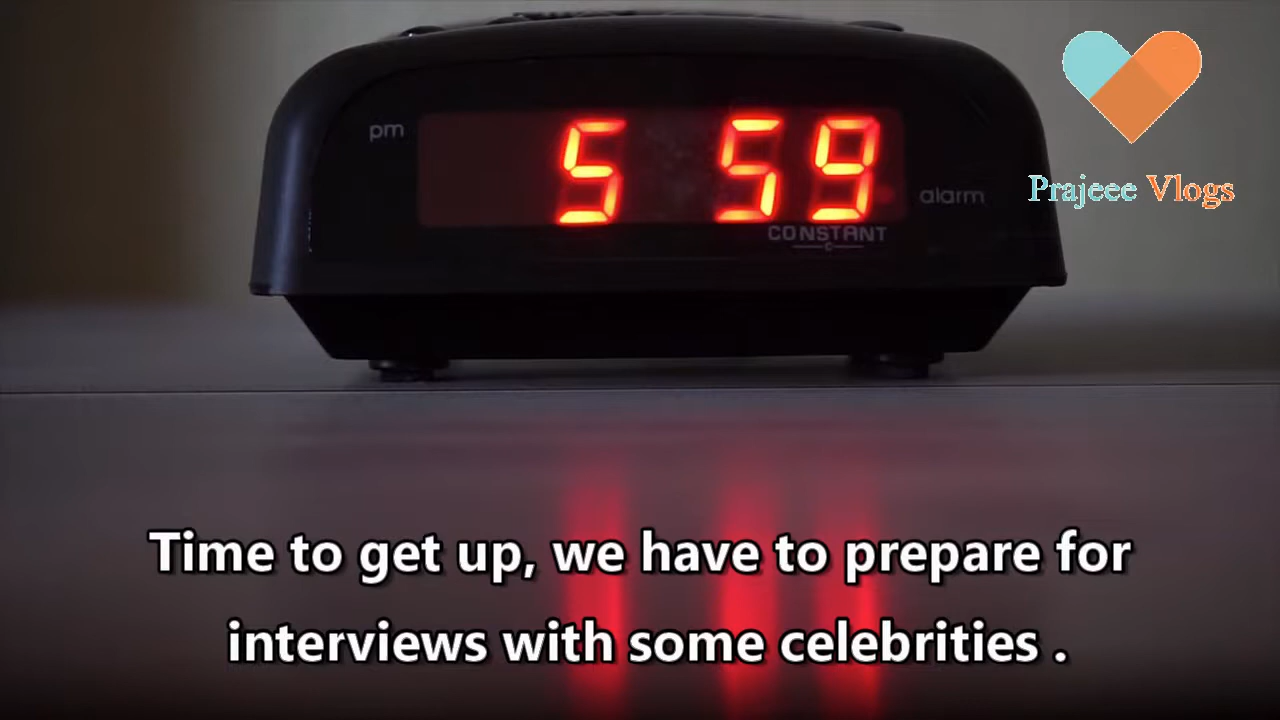 pm
5 59
alarm
CONSTANT
Prajeee Vlogs
Time to get up, we have to prepare for
interviews with some celebrities .